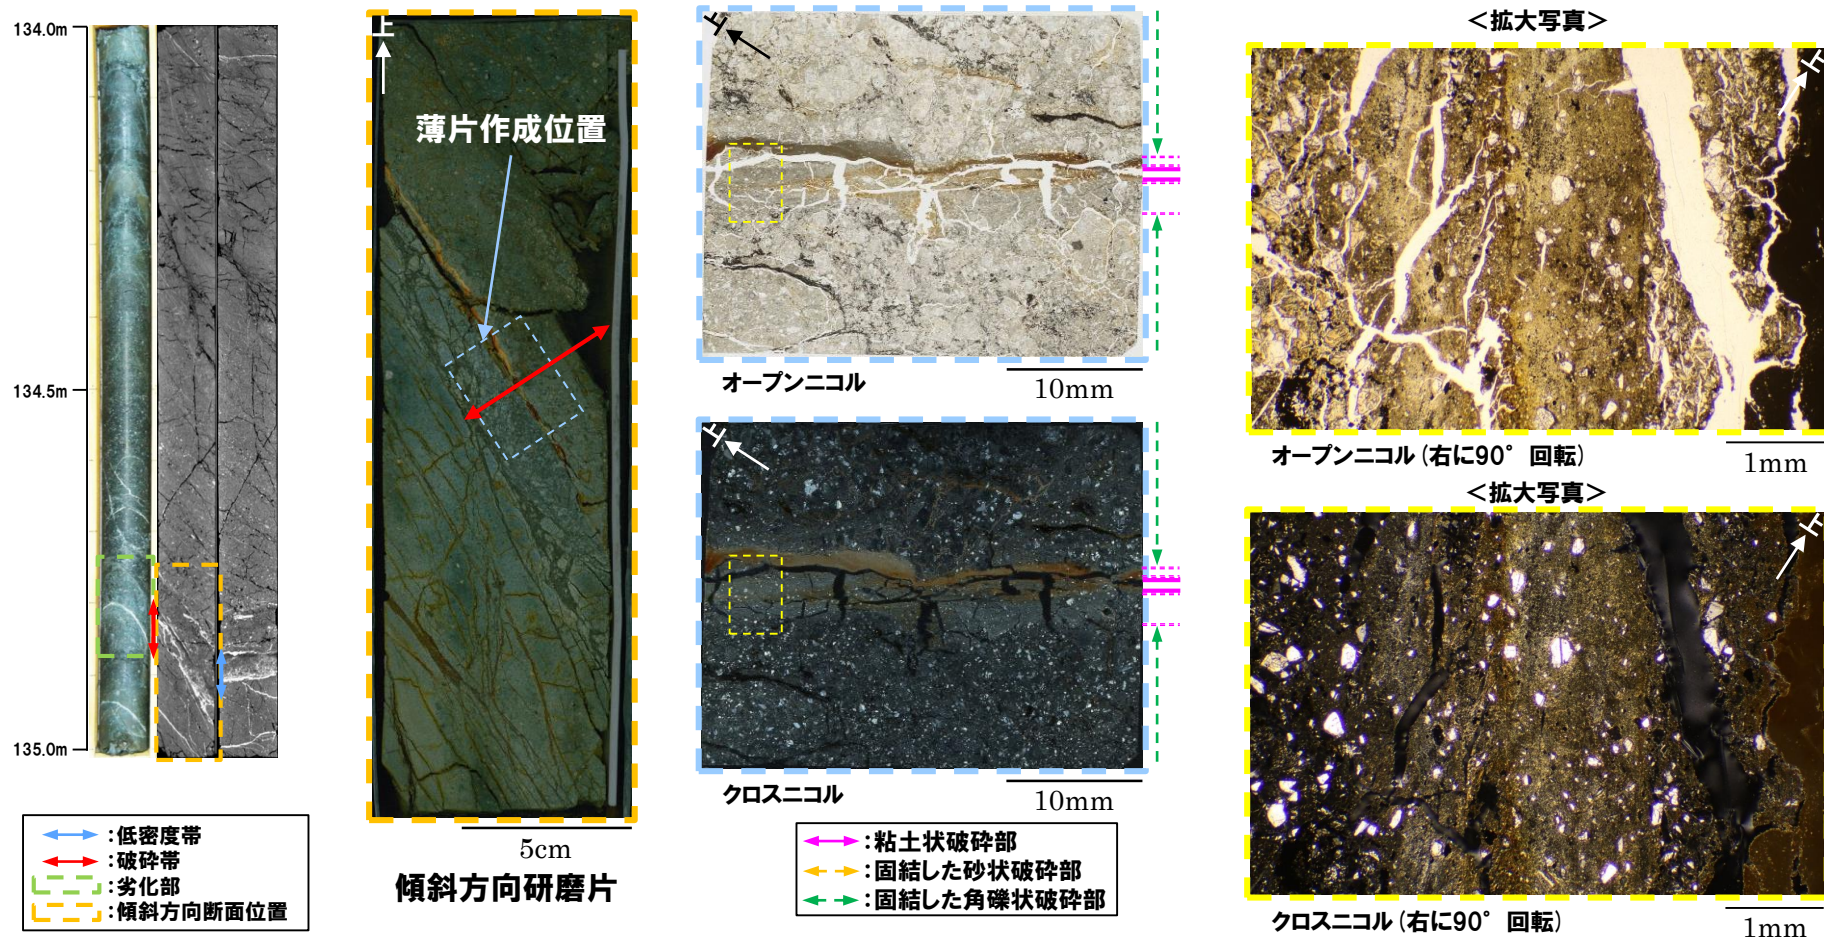 134.0m
134.5m
135.0m
:低密度帯
:破砕帯
:劣化部
:傾斜方向断面位置
上
薄片作成位置
5cm
傾斜方向研磨片
上
オープンニコル
10mm
上
クロスニコル
10mm
:粘土状破砕部
:固結した砂状破砕部
:固結した角礫状破砕部
<拡大写真>
上
オープンニコル(右に90°回転)
1mm
<拡大写真>
上
クロスニコル(右に90°回転)
1mm